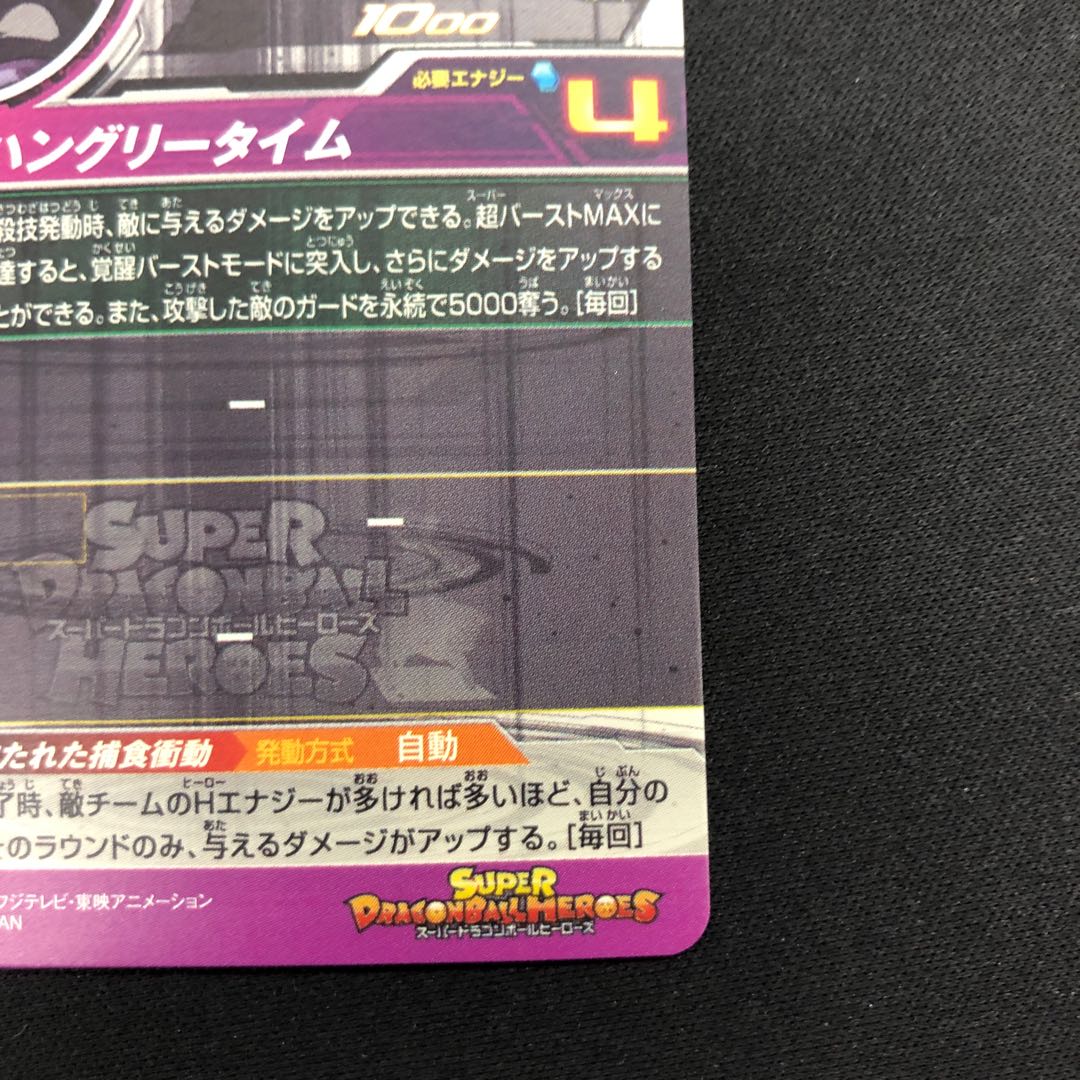 1000
必要エナジー 4
ハングリータイム
殺技発動時、敵に与えるダメージをアップできる。超バーストMAXに
達すると、覚醒バーストモードに突入し、さらにダメージをアップする
とができる。また、攻撃した敵のガードを永続で5000奪う。[毎回]
SUPER
DRAGONBALL
スーパードラゴンボールヒーローズ
HEROES
たれた捕食衝動 発動方式 自動
了時、敵チームのHエナジーが多ければ多いほど、自分の
のラウンドのみ、与えるダメージがアップする。[毎回]
フジテレビ・東映アニメーション
AN
SUPER
DRAGONBALL HEROES
スーパードラゴンボールヒーローズ